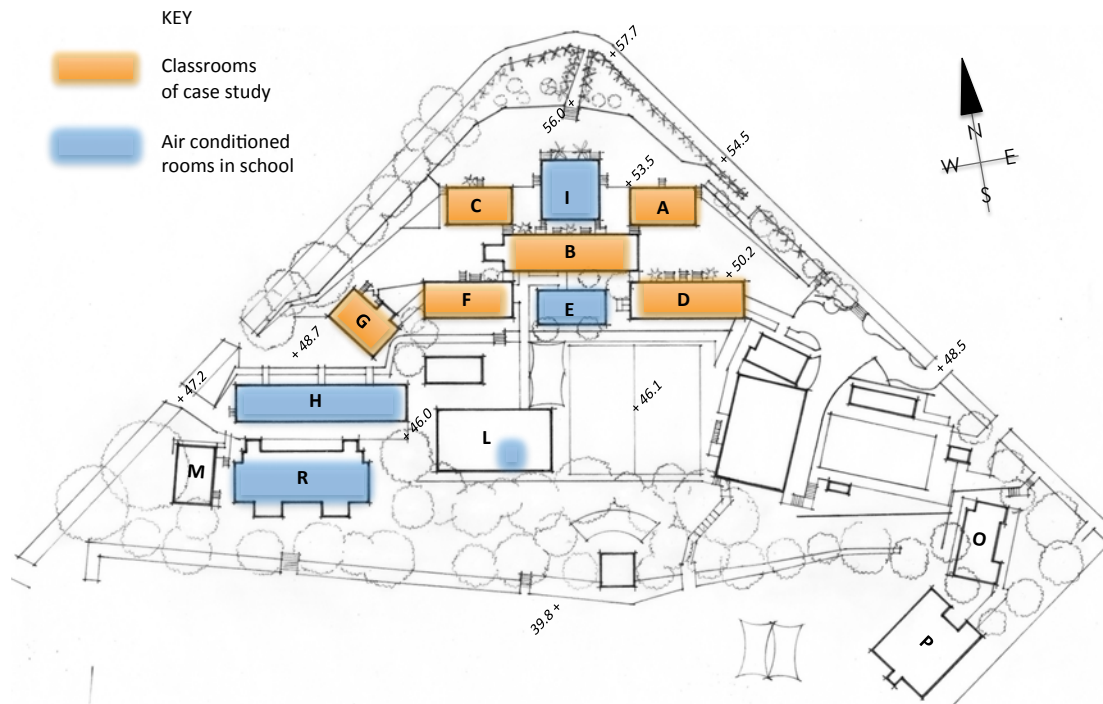 KEY
Classrooms
of case study
Air conditioned
rooms in school
+ 57.7
56.0 +
+ 54.5
+ 53.5
N
W E
S
I
C
A
B
+ 50.2
F
E
D
G
+ 48.7
+ 48.5
+ 47.2
H
+ 46.0
+ 46.1
L
M
R
O
39.8 +
P